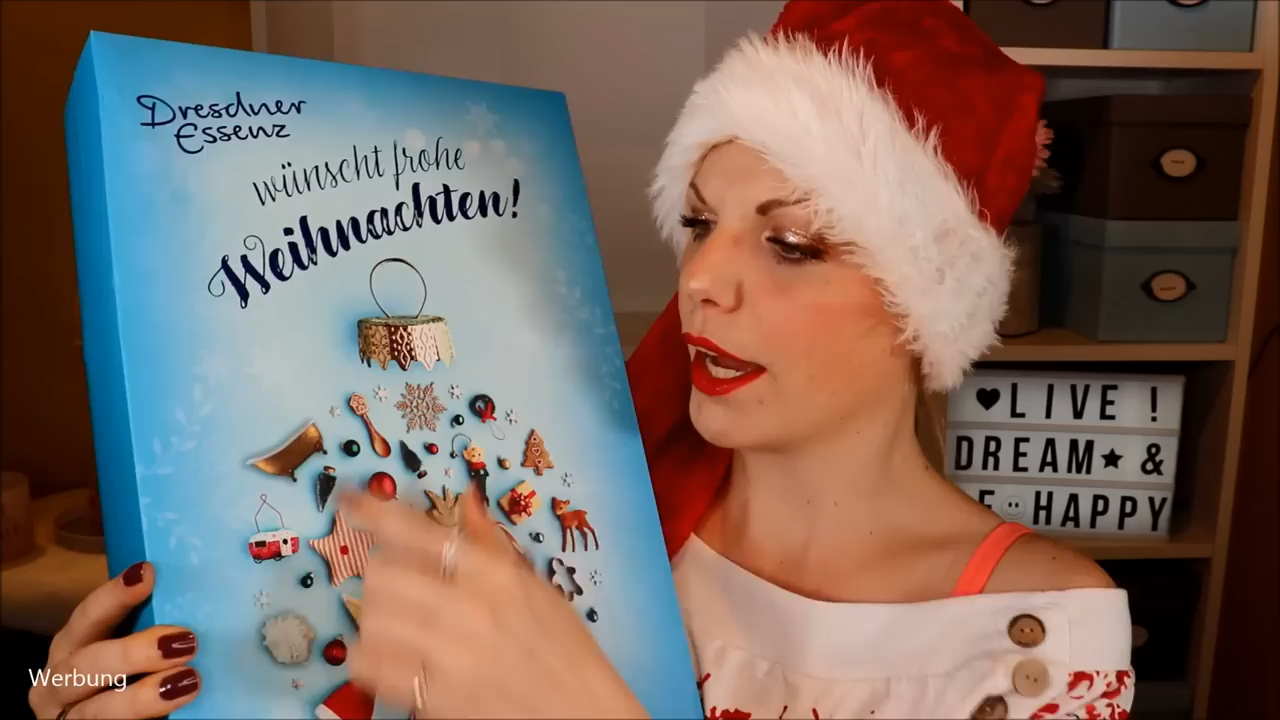 Dresdner
Essenz
wünscht frohe
Weihnachten!
LIVE !
DREAM ★ &
HAPPY
Werbung